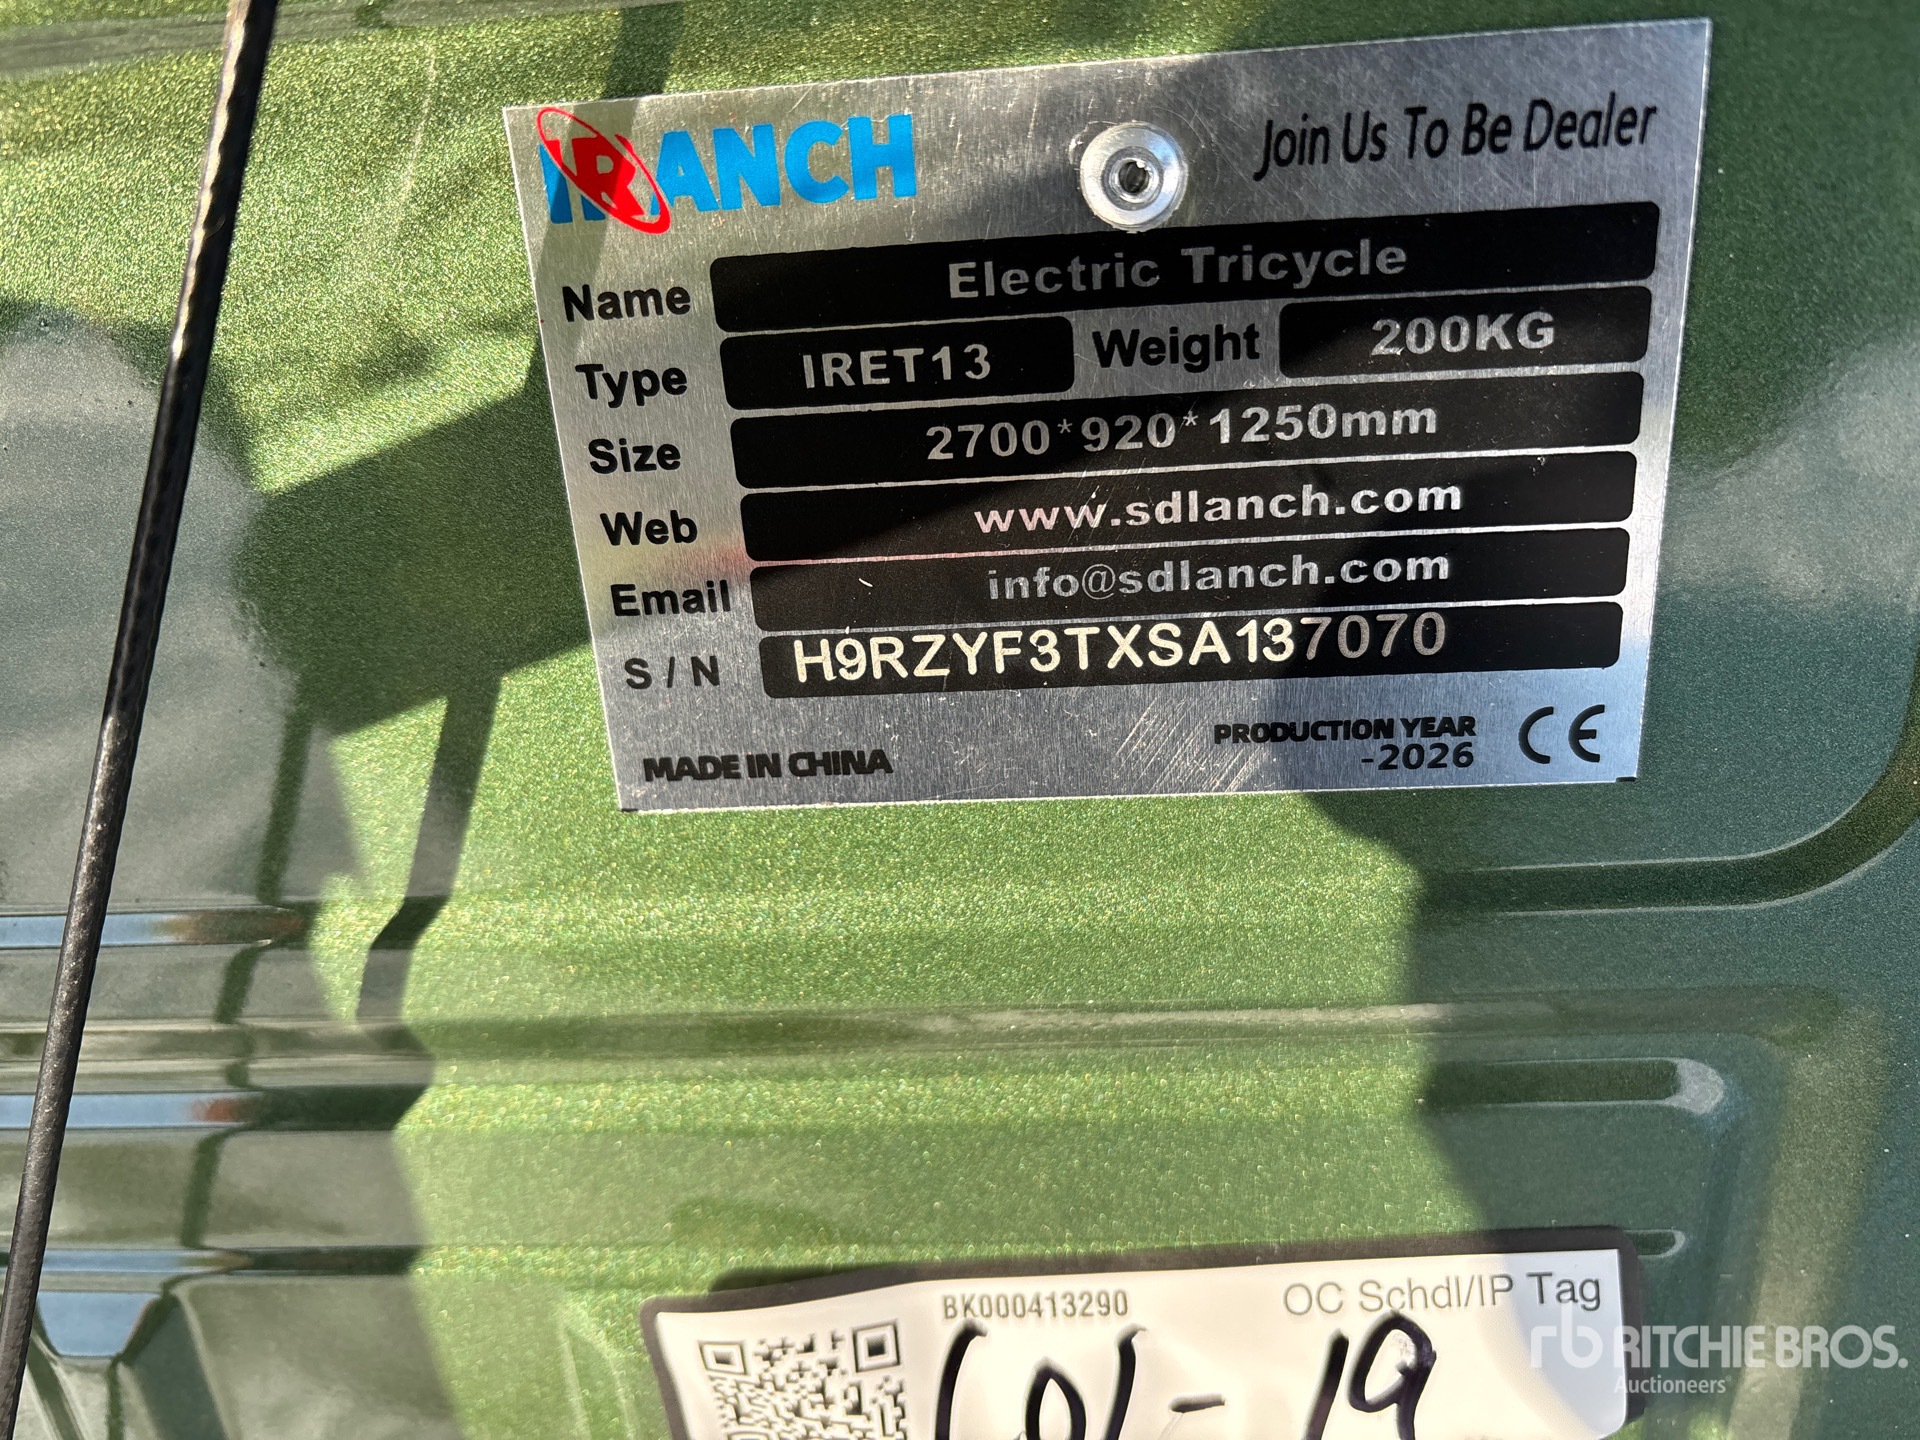 IRANCH
Join Us To Be Dealer
Name Electric Tricycle
Type IRET13 Weight 200KG
Size 2700*920*1250mm
Web www.sdlanch.com
Email info@sdlanch.com
S/N H9RZYF3TXSA137070
MADE IN CHINA
PRODUCTION YEAR
-2026
CE
BK000413290
OC Schdl/IP Tag
rb RITCHIE BROS.
Auctioneers